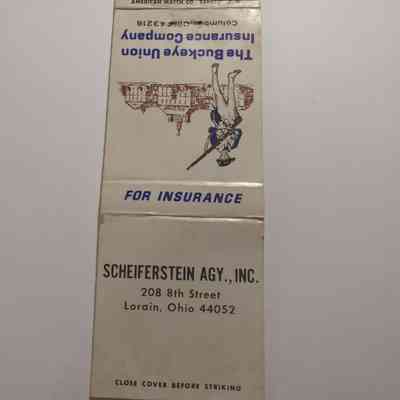 The Buckeye Union
Insurance Company
Columbus, Ohio 43216
FOR INSURANCE
SCHEIFERSTEIN AGY., INC.
208 8th Street
Lorain, Ohio 44052
CLOSE COVER BEFORE STRIKING